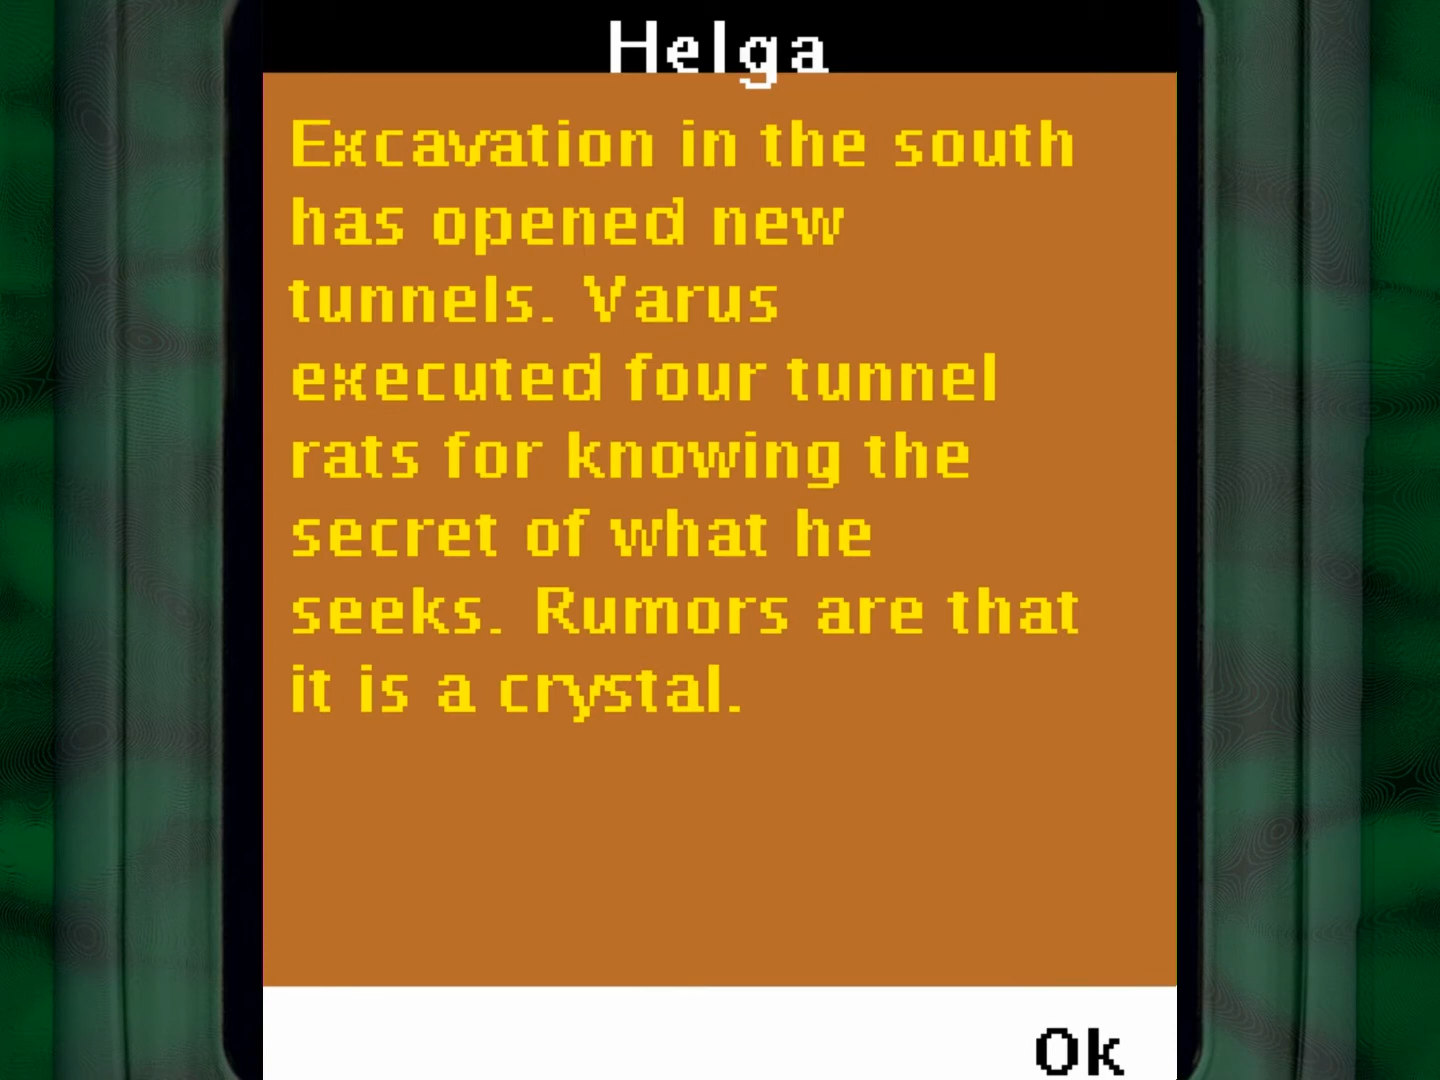 Helga
Excavation in the south
has opened new
tunnels. Varus
executed four tunnel
rats for knowing the
secret of what he
seeks. Rumors are that
it is a crystal.
Ok